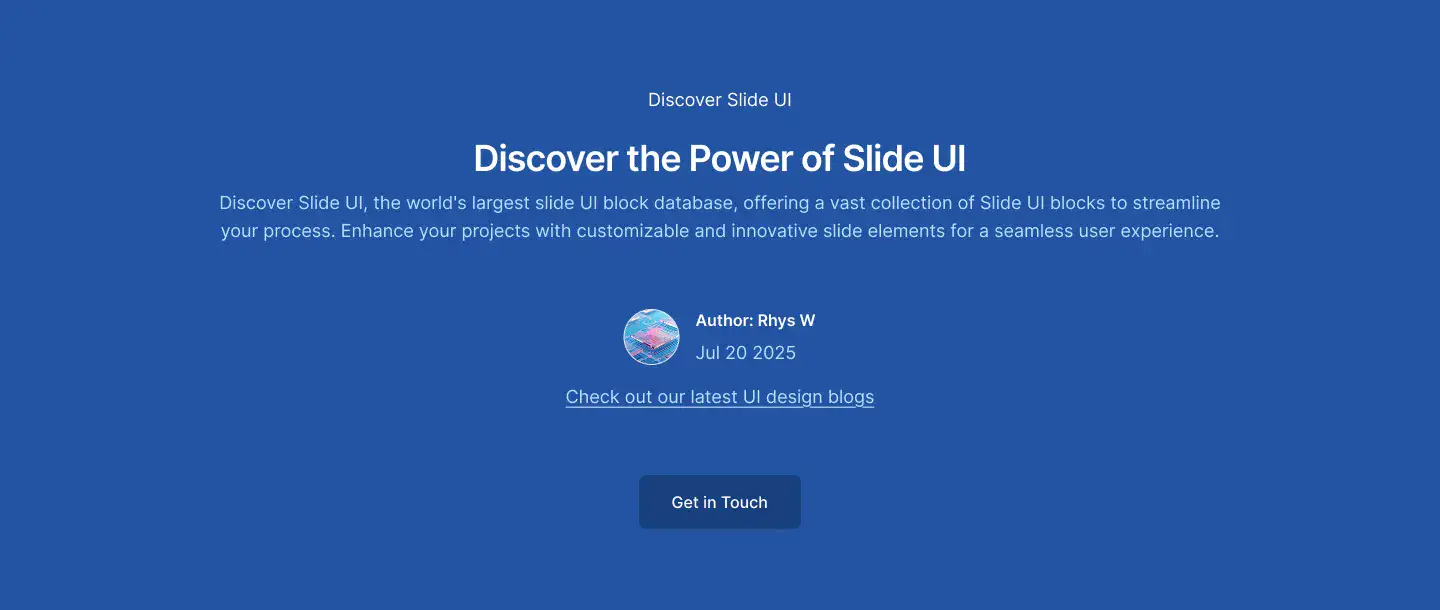 Discover Slide UI
Discover the Power of Slide UI
Discover Slide UI, the world's largest slide UI block database, offering a vast collection of Slide UI blocks to streamline
your process. Enhance your projects with customizable and innovative slide elements for a seamless user experience.
Author: Rhys W
Jul 20 2025
Check out our latest UI design blogs
Get in Touch